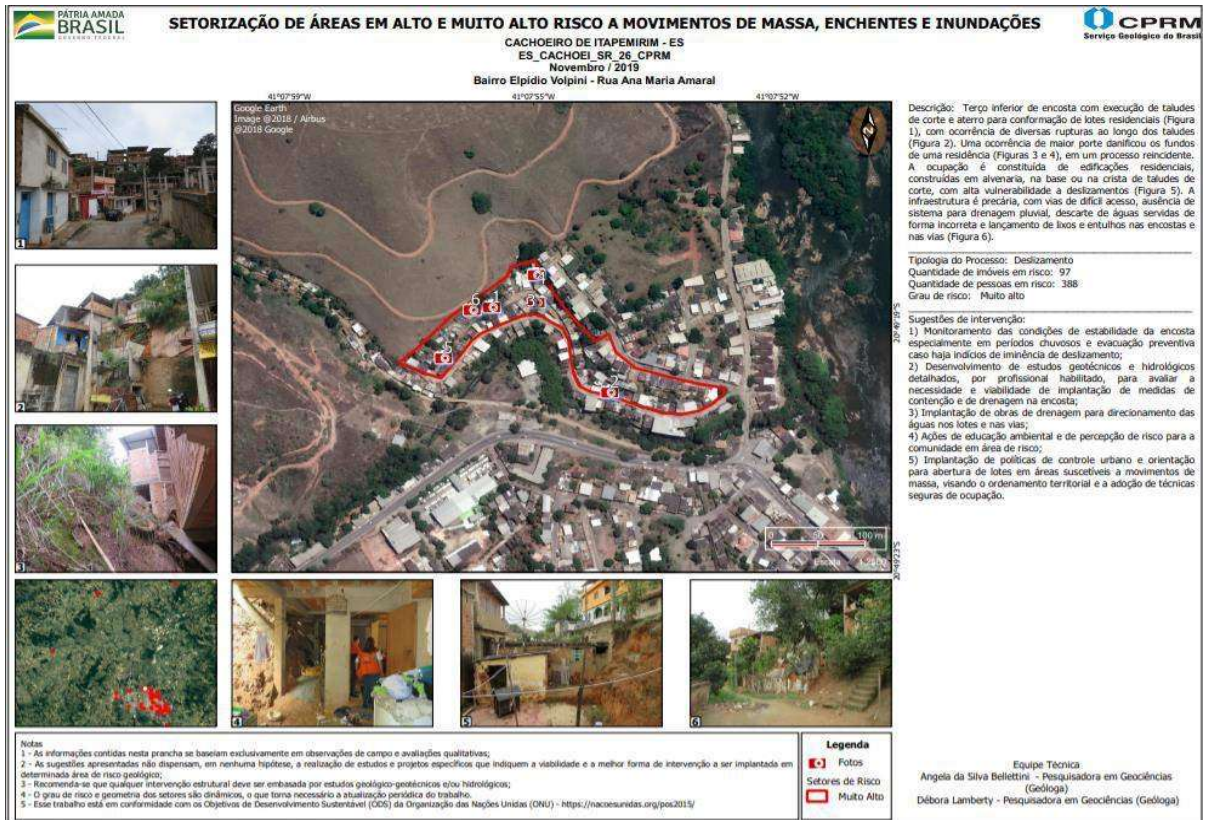 PÁTRIA AMADA
BRASIL
GOVERNO FEDERAL
SETORIZAÇÃO DE ÁREAS EM ALTO E MUITO ALTO RISCO A MOVIMENTOS DE MASSA, ENCHENTES E INUNDAÇÕES
CACHOEIRO DE ITAPEMIRIM - ES
ES_CACHOEI_SR_26_CPRM
Novembro / 2019
Bairro Elpídio Volpini - Rua Ana Maria Amaral
CPRM
Serviço Geológico do Brasil
41°07'59"W
41°07'55"W
41°07'52"W
Google Earth
Image @2018 / Airbus
@2018 Google
N
1
2
3
6
1
4
3
5
2
20°49'19"S
20°49'23"S
0 50 100 m
Escala 1:2500
4
5
6
Descrição: Terço inferior de encosta com execução de taludes
de corte e aterro para conformação de lotes residenciais (Figura
1), com ocorrência de diversas rupturas ao longo dos taludes
(Figura 2). Uma ocorrência de maior porte danificou os fundos
de uma residência (Figuras 3 e 4), em um processo reincidente.
A ocupação é constituída de edificações residenciais,
construídas em alvenaria, na base ou na crista de taludes de
corte, com alta vulnerabilidade a deslizamentos (Figura 5). A
infraestrutura é precária, com vias de difícil acesso, ausência de
sistema para drenagem pluvial, descarte de águas servidas de
forma incorreta e lançamento de lixos e entulhos nas encostas e
nas vias (Figura 6).
Tipologia do Processo: Deslizamento
Quantidade de imóveis em risco: 97
Quantidade de pessoas em risco: 388
Grau de risco: Muito alto
Sugestões de intervenção:
1) Monitoramento das condições de estabilidade da encosta
especialmente em períodos chuvosos e evacuação preventiva
caso haja indícios de iminência de deslizamento;
2) Desenvolvimento de estudos geotécnicos e hidrológicos
detalhados, por profissional habilitado, para avaliar a
necessidade e viabilidade de implantação de medidas de
contenção e de drenagem na encosta;
3) Implantação de obras de drenagem para direcionamento das
águas nos lotes e nas vias;
4) Ações de educação ambiental e de percepção de risco para a
comunidade em área de risco;
5) Implantação de políticas de controle urbano e orientação
para abertura de lotes em áreas suscetíveis a movimentos de
massa, visando o ordenamento territorial e a adoção de técnicas
seguras de ocupação.
Notas
1 - As informações contidas nesta prancha se baseiam exclusivamente em observações de campo e avaliações qualitativas;
2 - As sugestões apresentadas não dispensam, em nenhuma hipótese, a realização de estudos e projetos específicos que indiquem a viabilidade e a melhor forma de intervenção a ser implantada em
determinada área de risco geológico;
3 - Recomenda-se que qualquer intervenção estrutural deve ser embasada por estudos geológico-geotécnicos e/ou hidrológicos;
4 - O grau de risco e geometria dos setores são dinâmicos, o que torna necessário a atualização periódica do trabalho.
5 - Esse trabalho está em conformidade com os Objetivos de Desenvolvimento Sustentável (ODS) da Organização das Nações Unidas (ONU) - https://nacoesunidas.org/pos2015/
Legenda
Fotos
Setores de Risco
Muito Alto
Equipe Técnica
Angela da Silva Bellettini - Pesquisadora em Geociências
(Geóloga)
Débora Lamberty - Pesquisadora em Geociências (Geóloga)